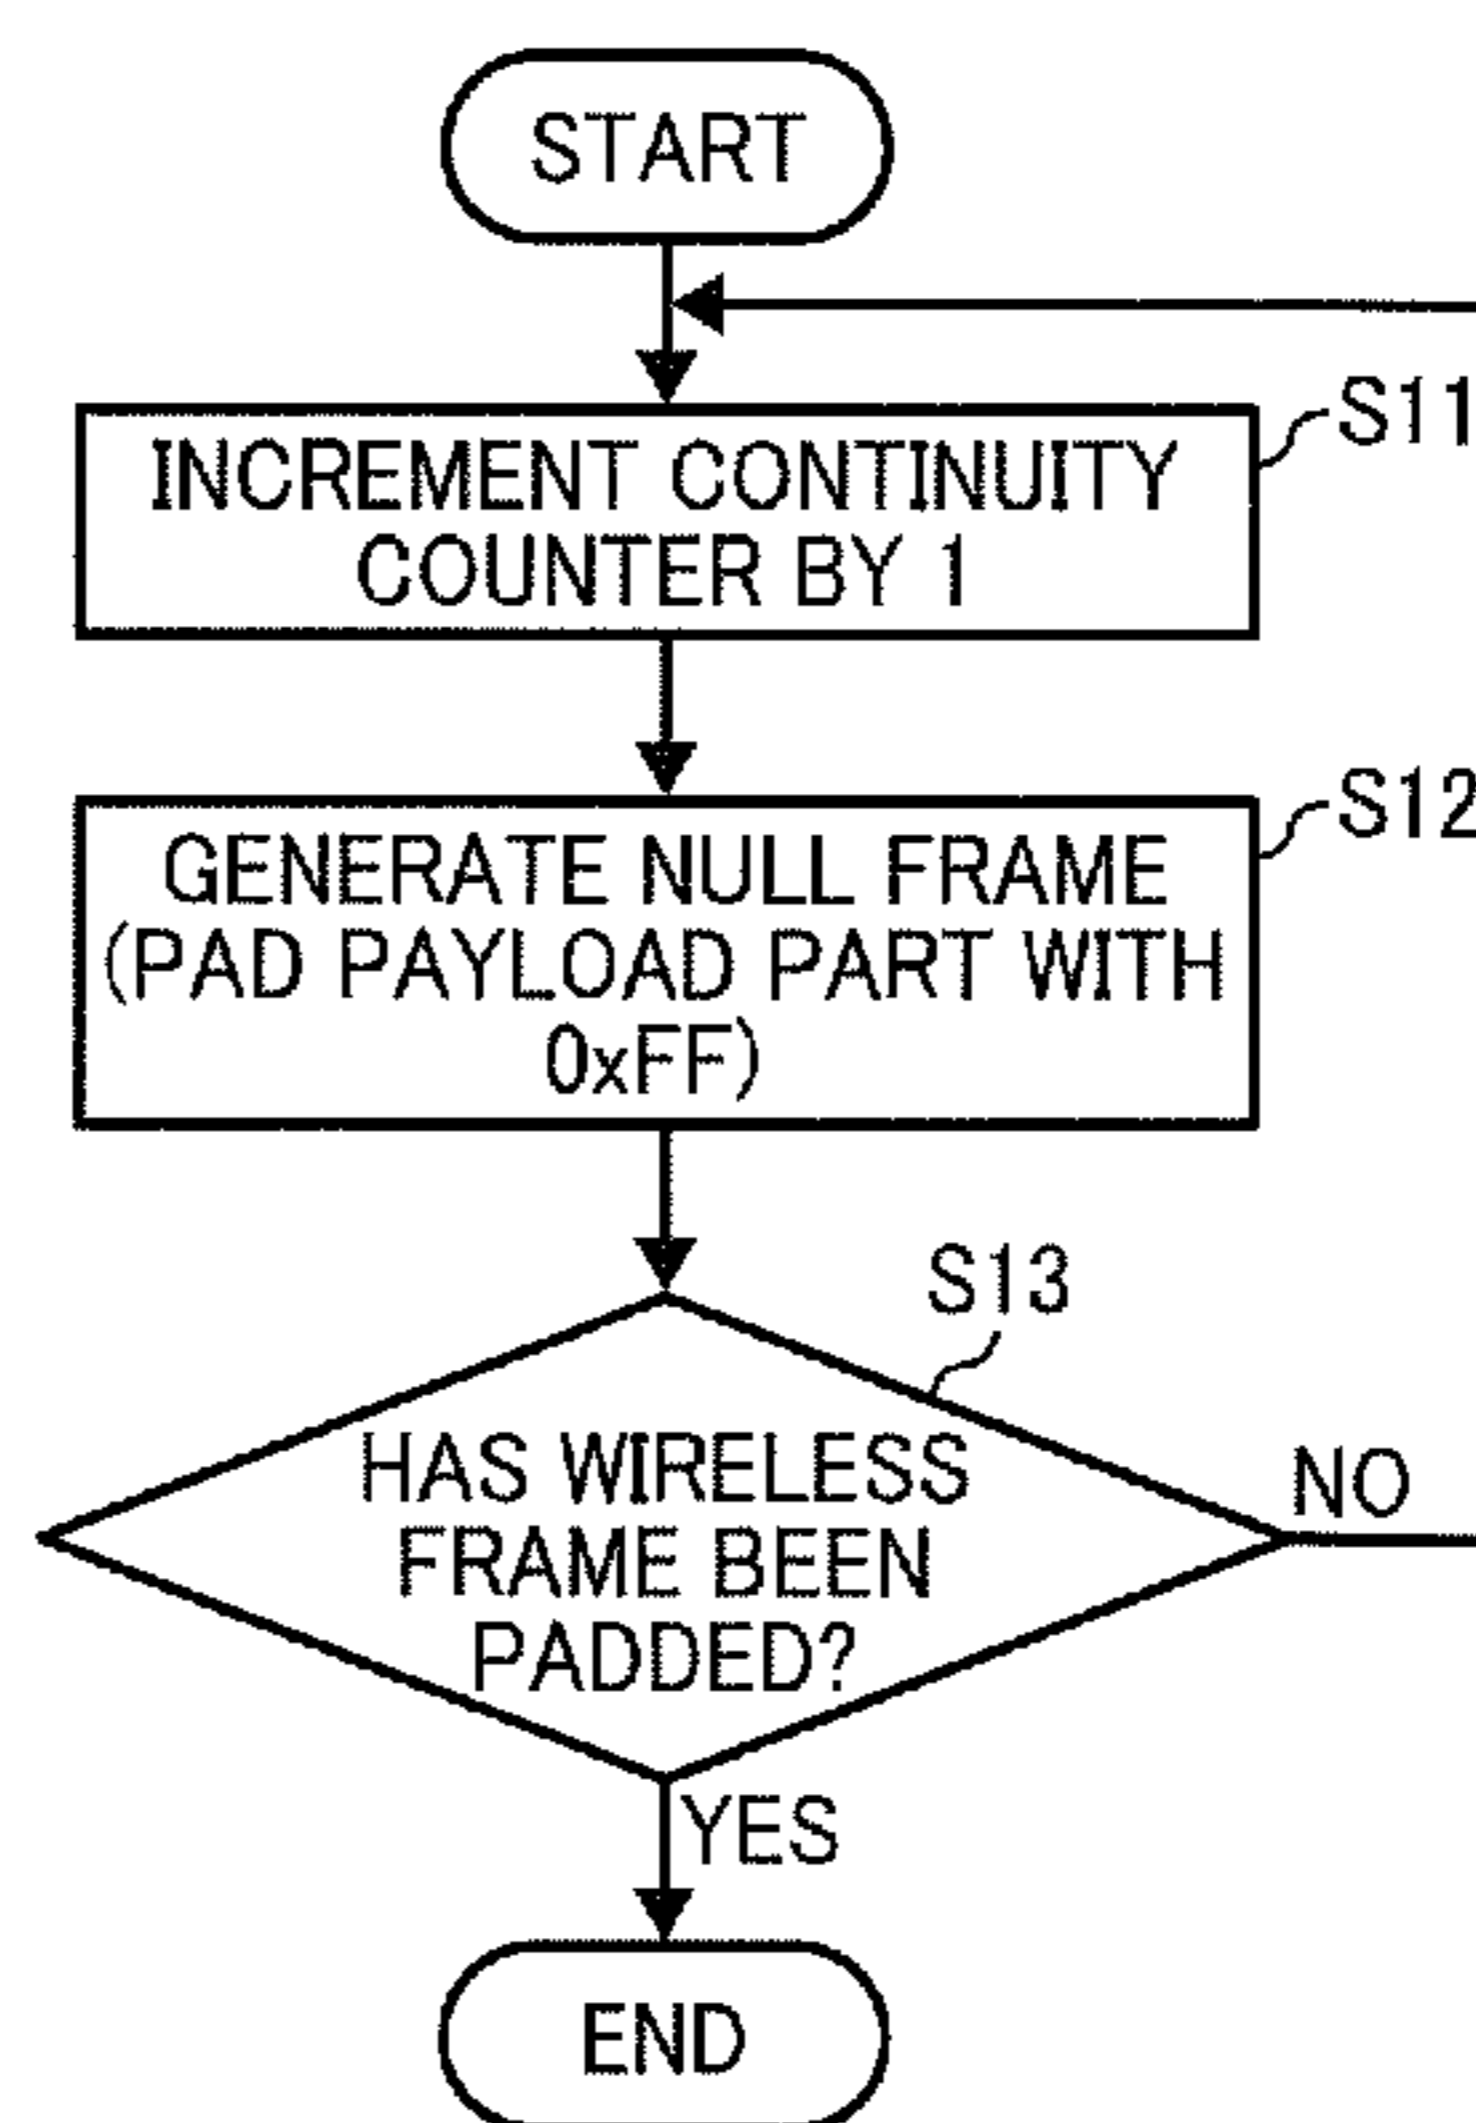 START
S11
INCREMENT CONTINUITY
COUNTER BY 1
S12
GENERATE NULL FRAME
(PAD PAYLOAD PART WITH
0xFF)
S13
HAS WIRELESS
FRAME BEEN
PADDED?
NO
YES
END